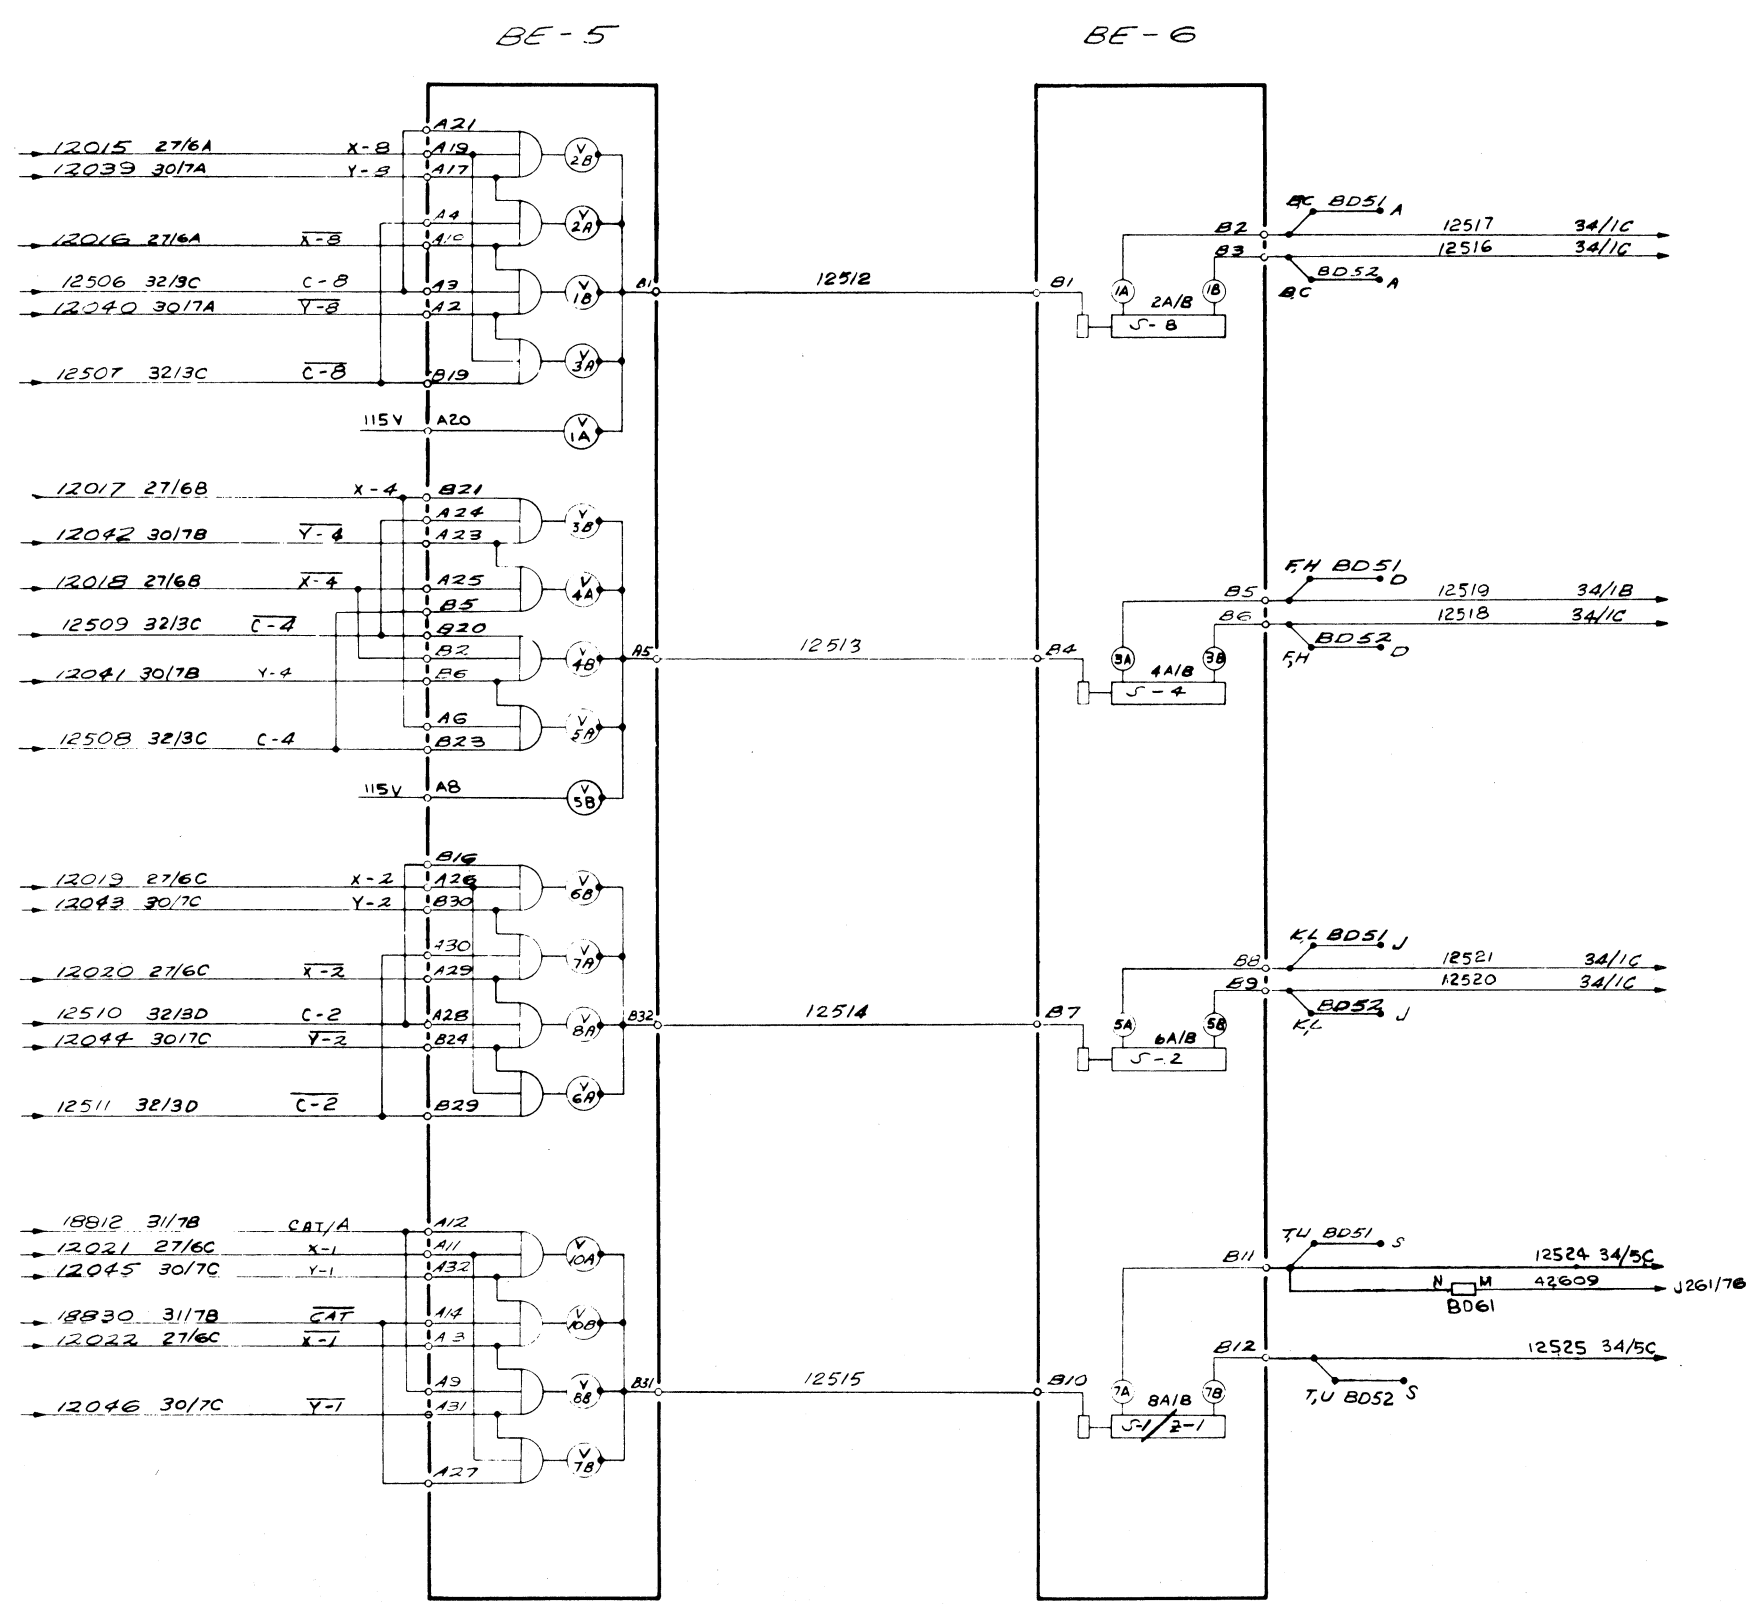 BE-5 BE-6
A21
12015 27/6A X-8 A19 V 2B
12039 30/7A Y-8 A17
A4 V 2A
12016 27/6A X̅-̅8̅
B,C BD51 A
B2 12517 34/1C
B3 12516 34/1C
BD52 A
B,C
12506 32/3C C-8 A3 V 1B B1 12512 B1 1A 2A/B 1B
12040 30/7A Y̅-̅8̅ A2 S-8
V 3A
12507 32/3C C̅-̅8̅ B19
115V A20 V 1A
12017 27/6B X-4 B21
A24 V 3B
12042 30/7B Y̅-̅4̅ A23
12018 27/6B X̅-̅4̅ A25 V 4A
B5
F,H BD51 D
B5 12519 34/1B
B6 12518 34/1C
BD52 D
F,H
12509 32/3C C̅-̅4̅ B20
B2 V 4B A5 12513 B4 3A 4A/B 3B
12041 30/7B Y-4 B6 S-4
A6 V 5A
12508 32/3C C-4 B23
115V A8 V 5B
B16
12019 27/6C X-2 A26 V 6B
12043 30/7C Y-2 B30
A30 V 7A
12020 27/6C X̅-̅2̅ A29
K,L BD51 J
B8 12521 34/1C
B9 12520 34/1C
BD52 J
K,L
12510 32/3D C-2 A28 V 8A B32 12514 B7 5A 6A/B 5B
12044 30/7C Y̅-̅2̅ B24 S-2
V 6A
12511 32/3D C̅-̅2̅ B29
18812 31/7B CAT/A A12
12021 27/6C X-1 A11 V 10A
12045 30/7C Y-1 A32
T,U BD51 S
B11 12524 34/5C
N M 42609 J261/7B
BD61
18830 31/7B C̅A̅T̅ A14 V 10B
12022 27/6C X̅-̅1̅
B12 12525 34/5C
T,U BD52 S
A9 V 8B B31 12515 B10 7A 8A/B 7B
12046 30/7C Y̅-̅1̅ A31 S-1/Z-1
V 7B
A27